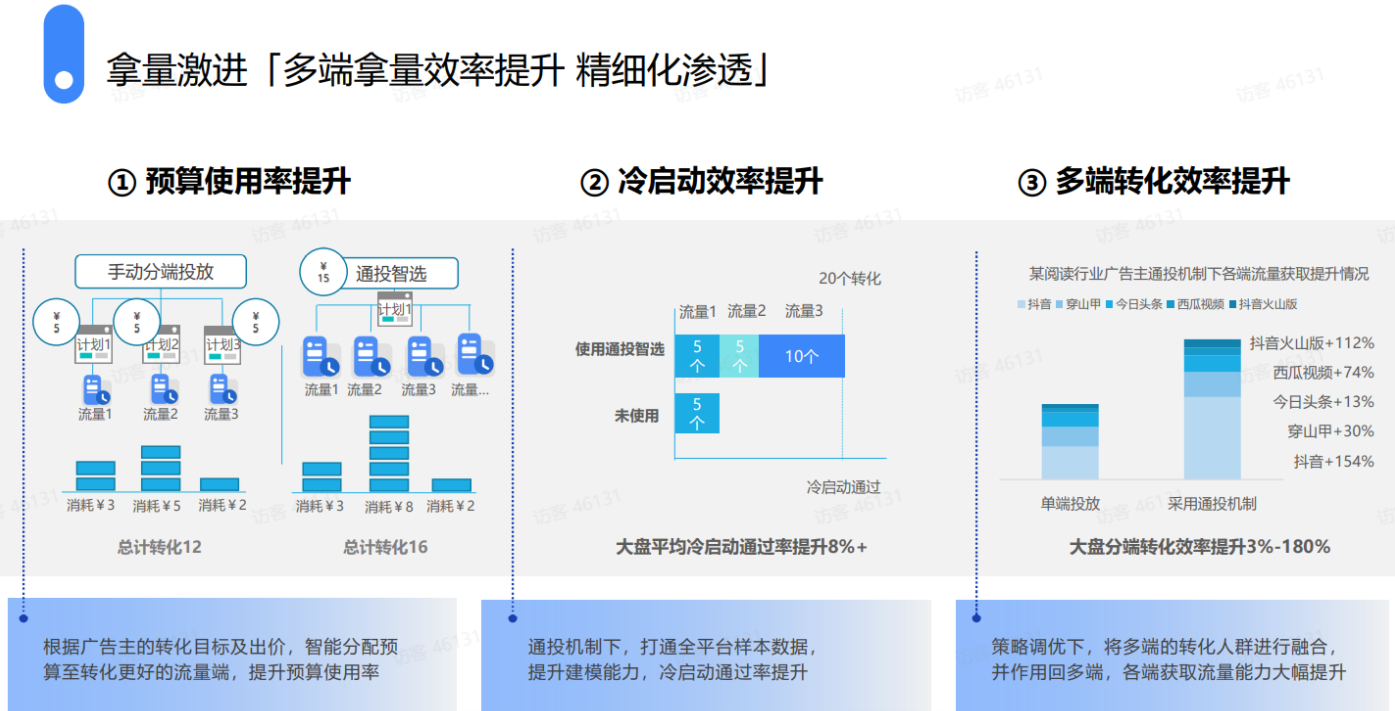 拿量激进「多端拿量效率提升 精细化渗透」
① 预算使用率提升
手动分端投放
¥
5
¥
5
¥
5
计划1
计划2
计划3
流量1
流量2
流量3
消耗¥3
消耗¥5
消耗¥2
总计转化12
¥
15
通投智选
计划1
流量1
流量2
流量3
流量...
消耗¥3
消耗¥8
消耗¥2
总计转化16
根据广告主的转化目标及出价，智能分配预
算至转化更好的流量端，提升预算使用率
② 冷启动效率提升
20个转化
流量1
流量2
流量3
使用通投智选
5
个
5
个
10个
未使用
5
个
冷启动通过
大盘平均冷启动通过率提升8%+
通投机制下，打通全平台样本数据，
提升建模能力，冷启动通过率提升
③ 多端转化效率提升
某阅读行业广告主通投机制下各端流量获取提升情况
抖音 穿山甲 今日头条 西瓜视频 抖音火山版
抖音火山版+112%
西瓜视频+74%
今日头条+13%
穿山甲+30%
抖音+154%
单端投放
采用通投机制
大盘分端转化效率提升3%-180%
策略调优下，将多端的转化人群进行融合，
并作用回多端，各端获取流量能力大幅提升
访客 46131